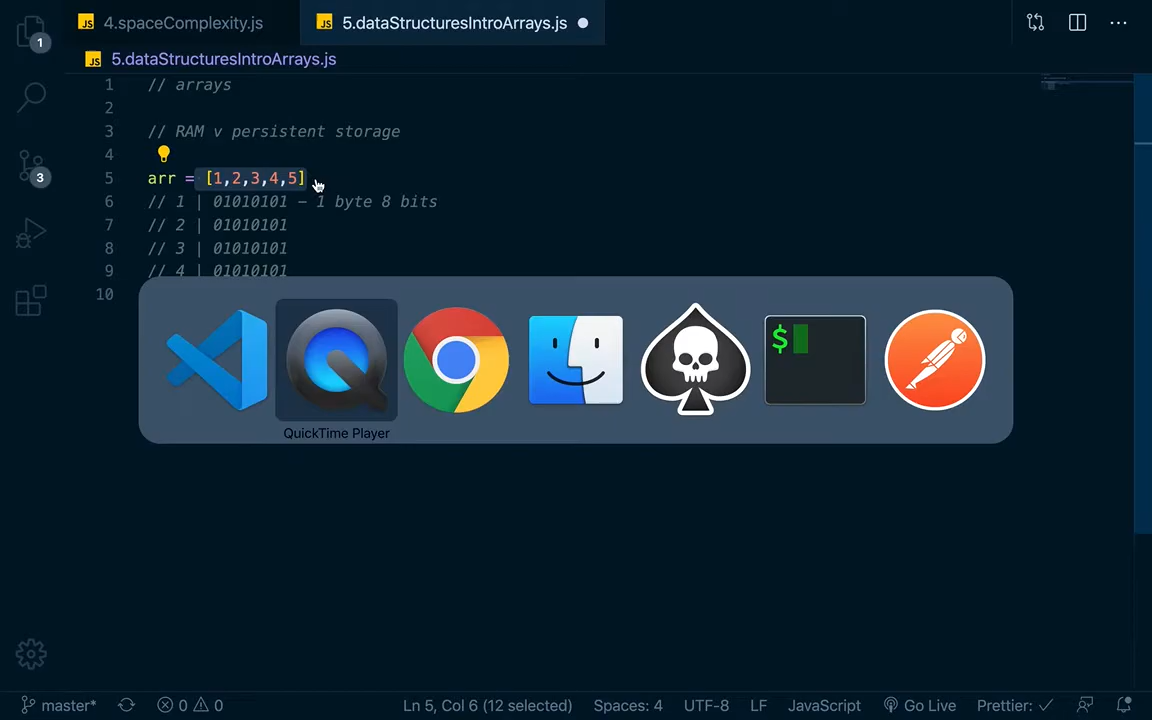 1
3
JS 4.spaceComplexity.js
JS 5.dataStructuresIntroArrays.js
JS 5.dataStructuresIntroArrays.js
1 // arrays
2
3 // RAM v persistent storage
4
5 arr = [1,2,3,4,5]
6 // 1 | 01010101 - 1 byte 8 bits
7 // 2 | 01010101
8 // 3 | 01010101
9 // 4 | 01010101
10
$
QuickTime Player
master* 0 0 Ln 5, Col 6 (12 selected) Spaces: 4 UTF-8 LF JavaScript Go Live Prettier: ✓